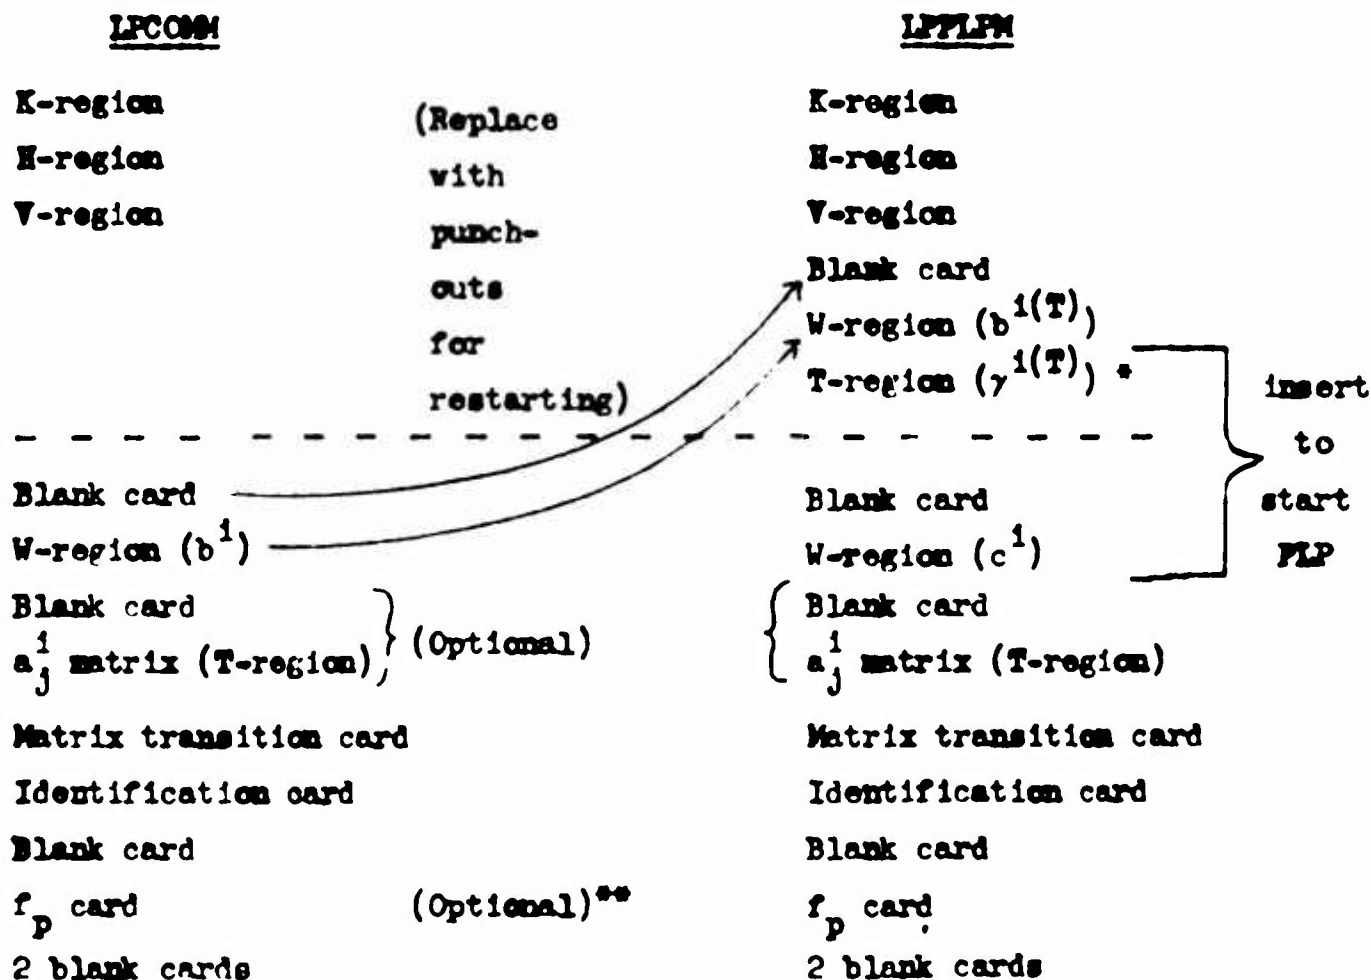 LPCOMM LPPLPM
K-region (Replace K-region
H-region with H-region
V-region punch- V-region
outs Blank card
for W-region (b^i(T))
restarting) T-region (γ^i(T)) * insert
to
Blank card Blank card start
W-region (b^i) W-region (c^i) PLP
Blank card (Optional) Blank card
a_j^i matrix (T-region) a_j^i matrix (T-region)
Matrix transition card Matrix transition card
Identification card Identification card
Blank card Blank card
f_p card (Optional)** f_p card
2 blank cards 2 blank cards